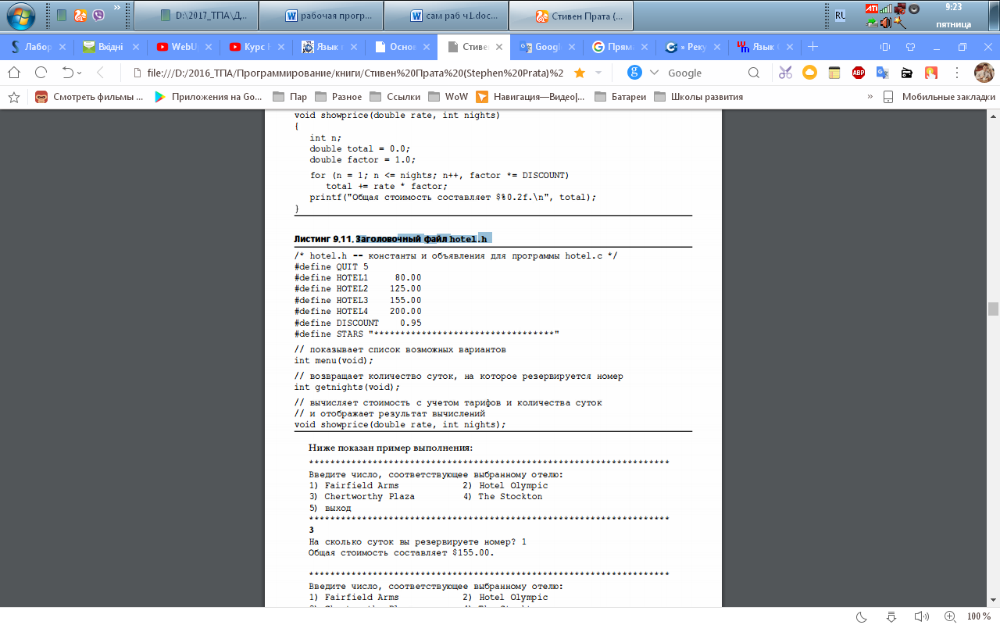 D:\2017_ТПА\Д...
рабочая прогр...
сам раб ч1.doc...
Стивен Прата (...
RU
9:23
пятница
Лабор
Вхідні
WebU
Курс
Язык
Основ
Стивен
Googl
Прям
» Реку
Язык
file:///D:/2016_ТПА/Программирование/книги/Стивен%20Прата%20(Stephen%20Prata)%2
Google
ABP
Смотреть фильмы ...
Приложения на Go...
Пар
Разное
Ссылки
WoW
Навигация—Видео|...
Батареи
Школы развития
»
Мобильные закладки
void showprice(double rate, int nights)
{
int n;
double total = 0.0;
double factor = 1.0;
for (n = 1; n <= nights; n++, factor *= DISCOUNT)
total += rate * factor;
printf("Общая стоимость составляет $%0.2f.\n", total);
}
Листинг 9.11. Заголовочный файл hotel.h
/* hotel.h -- константы и объявления для программы hotel.c */
#define QUIT 5
#define HOTEL1 80.00
#define HOTEL2 125.00
#define HOTEL3 155.00
#define HOTEL4 200.00
#define DISCOUNT 0.95
#define STARS "**********************************"
// показывает список возможных вариантов
int menu(void);
// возвращает количество суток, на которое резервируется номер
int getnights(void);
// вычисляет стоимость с учетом тарифов и количества суток
// и отображает результат вычислений
void showprice(double rate, int nights);
Ниже показан пример выполнения:
********************************************************************
Введите число, соответствующее выбранному отелю:
1) Fairfield Arms 2) Hotel Olympic
3) Chertworthy Plaza 4) The Stockton
5) выход
********************************************************************
3
На сколько суток вы резервируете номер? 1
Общая стоимость составляет $155.00.
********************************************************************
Введите число, соответствующее выбранному отелю:
1) Fairfield Arms 2) Hotel Olympic
100 %